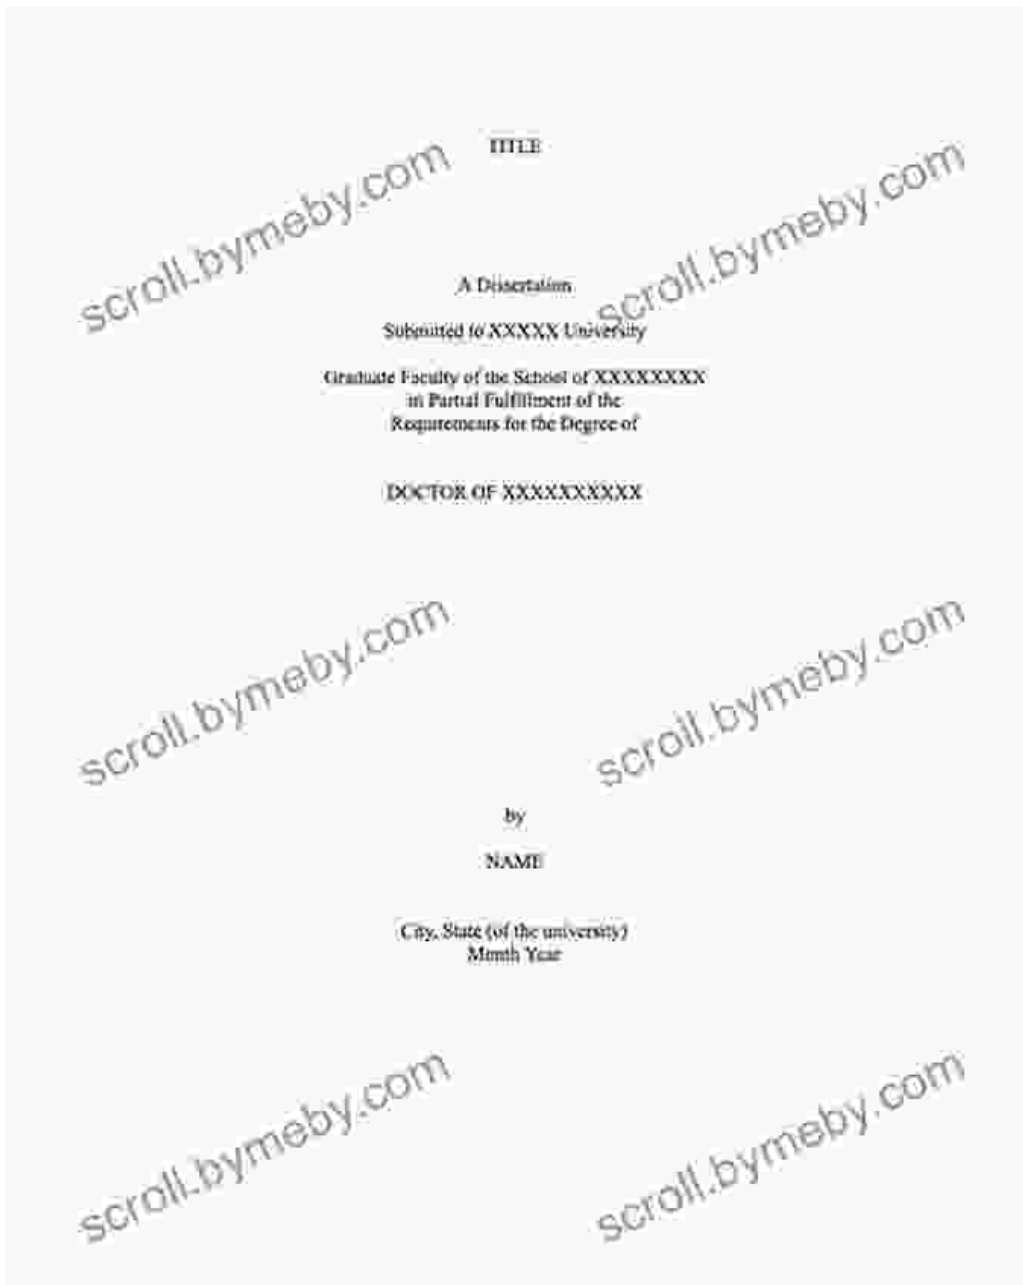 TITLE
scroll.bymeby.com
scroll.bymeby.com
A Dissertation
Submitted to XXXXX University
Graduate Faculty of the School of XXXXXXXX
in Partial Fulfillment of the
Requirements for the Degree of
DOCTOR OF XXXXXXXXXX
scroll.bymeby.com
scroll.bymeby.com
by
NAME
City, State (of the university)
Month Year
scroll.bymeby.com
scroll.bymeby.com